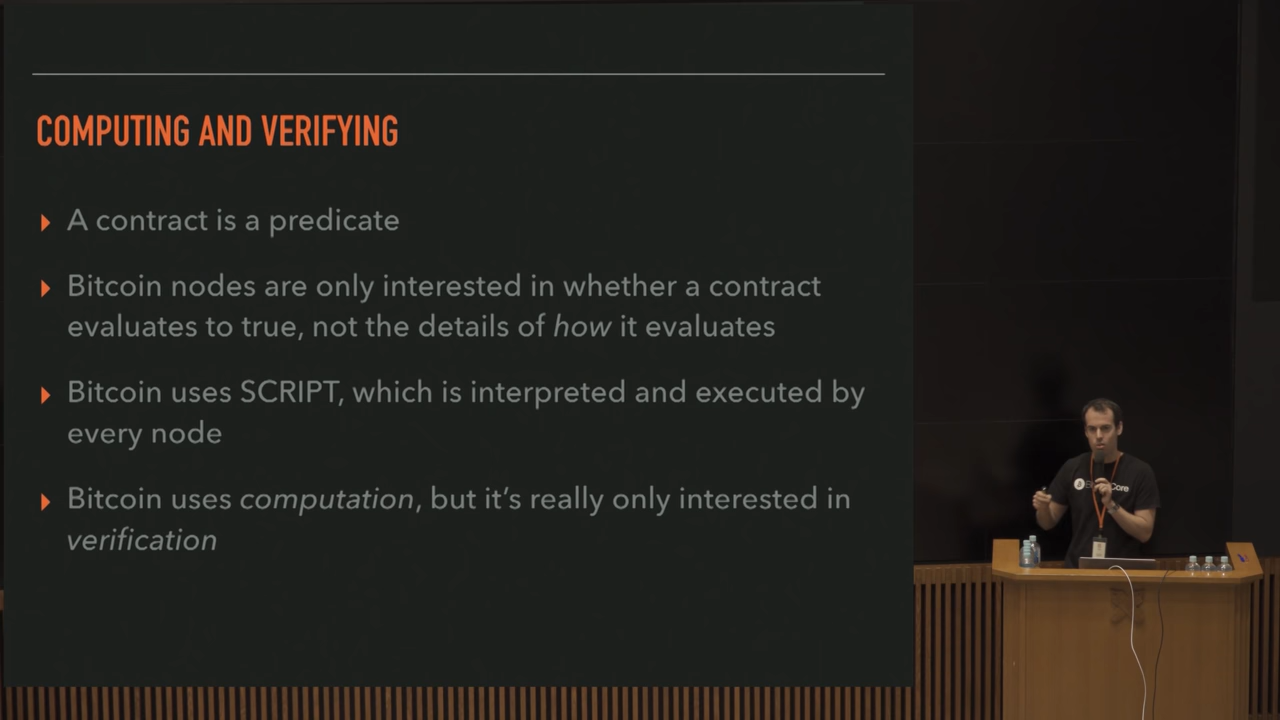 COMPUTING AND VERIFYING
A contract is a predicate
Bitcoin nodes are only interested in whether a contract
evaluates to true, not the details of how it evaluates
Bitcoin uses SCRIPT, which is interpreted and executed by
every node
Bitcoin uses computation, but it's really only interested in
verification
Core